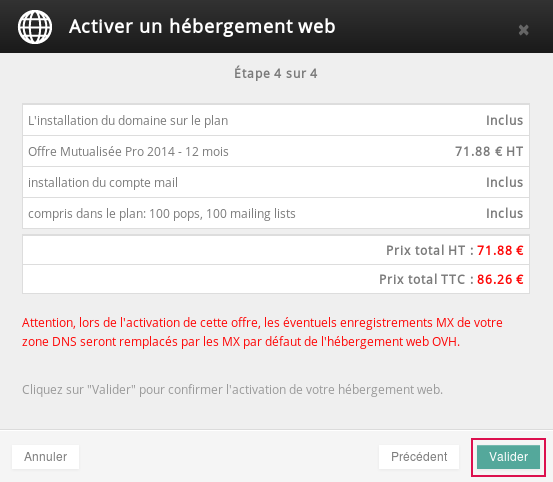 Activer un hébergement web
Étape 4 sur 4
L'installation du domaine sur le plan Inclus
Offre Mutualisée Pro 2014 - 12 mois 71.88 € HT
installation du compte mail Inclus
compris dans le plan: 100 pops, 100 mailing lists Inclus
Prix total HT : 71.88 €
Prix total TTC : 86.26 €
Attention, lors de l'activation de cette offre, les éventuels enregistrements MX de votre
zone DNS seront remplacés par les MX par défaut de l'hébergement web OVH.
Cliquez sur "Valider" pour confirmer l'activation de votre hébergement web.
Annuler Précédent Valider